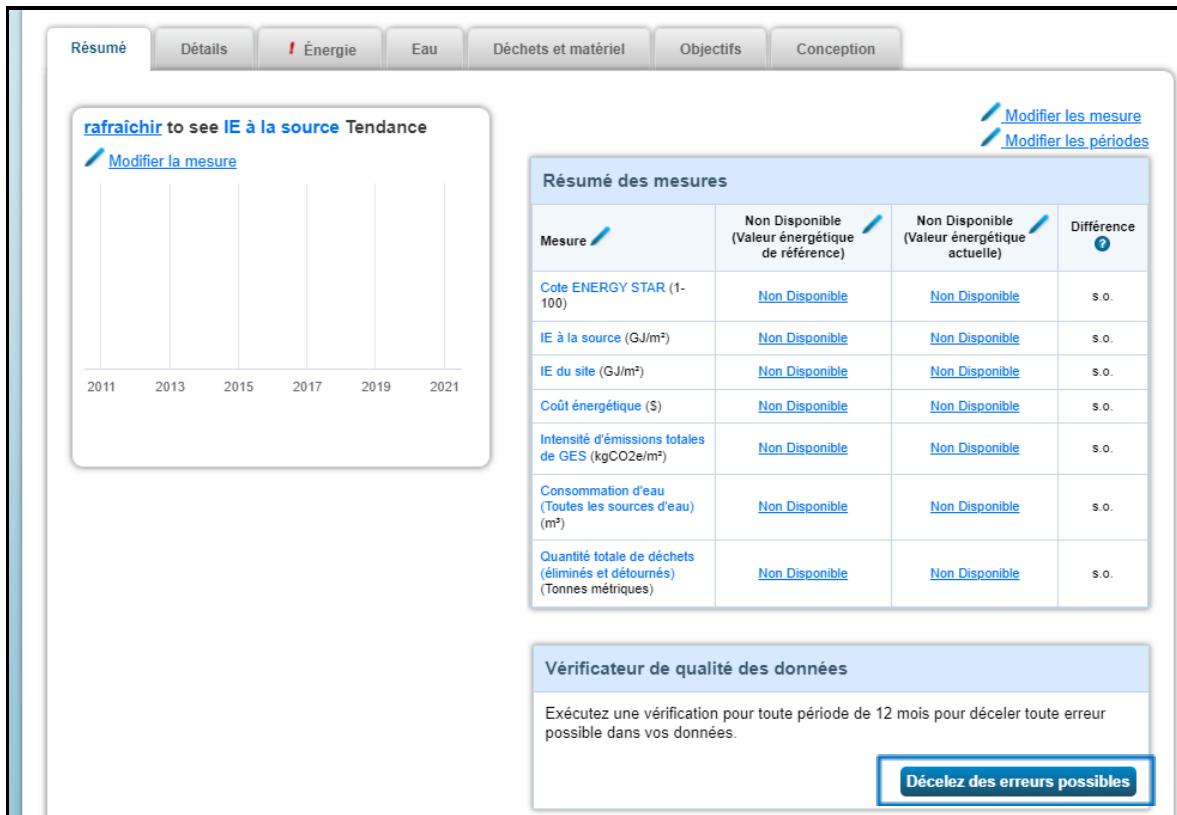 Résumé
Détails
! Énergie
Eau
Déchets et matériel
Objectifs
Conception
rafraîchir to see IE à la source Tendance
Modifier la mesure
2011 2013 2015 2017 2019 2021
Modifier les mesure
Modifier les périodes
Résumé des mesures
Mesure
Non Disponible
(Valeur énergétique
de référence)
Non Disponible
(Valeur énergétique
actuelle)
Différence
?
Cote ENERGY STAR (1-
100)
Non Disponible
Non Disponible
s.o.
IE à la source (GJ/m²)
Non Disponible
Non Disponible
s.o.
IE du site (GJ/m²)
Non Disponible
Non Disponible
s.o.
Coût énergétique ($)
Non Disponible
Non Disponible
s.o.
Intensité d'émissions totales
de GES (kgCO2e/m²)
Non Disponible
Non Disponible
s.o.
Consommation d'eau
(Toutes les sources d'eau)
(m³)
Non Disponible
Non Disponible
s.o.
Quantité totale de déchets
(éliminés et détournés)
(Tonnes métriques)
Non Disponible
Non Disponible
s.o.
Vérificateur de qualité des données
Exécutez une vérification pour toute période de 12 mois pour déceler toute erreur
possible dans vos données.
Décelez des erreurs possibles